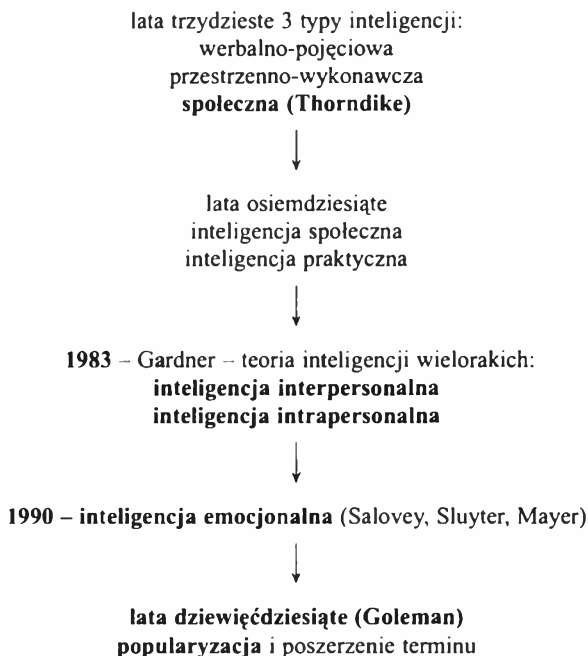 lata trzydzieste 3 typy inteligencji:
werbalno-pojęciowa
przestrzenno-wykonawcza
społeczna (Thorndike)
lata osiemdziesiąte
inteligencja społeczna
inteligencja praktyczna
1983 – Gardner – teoria inteligencji wielorakich:
inteligencja interpersonalna
inteligencja intrapersonalna
1990 – inteligencja emocjonalna (Salovey, Sluyter, Mayer)
lata dziewięćdziesiąte (Goleman)
popularyzacja i poszerzenie terminu